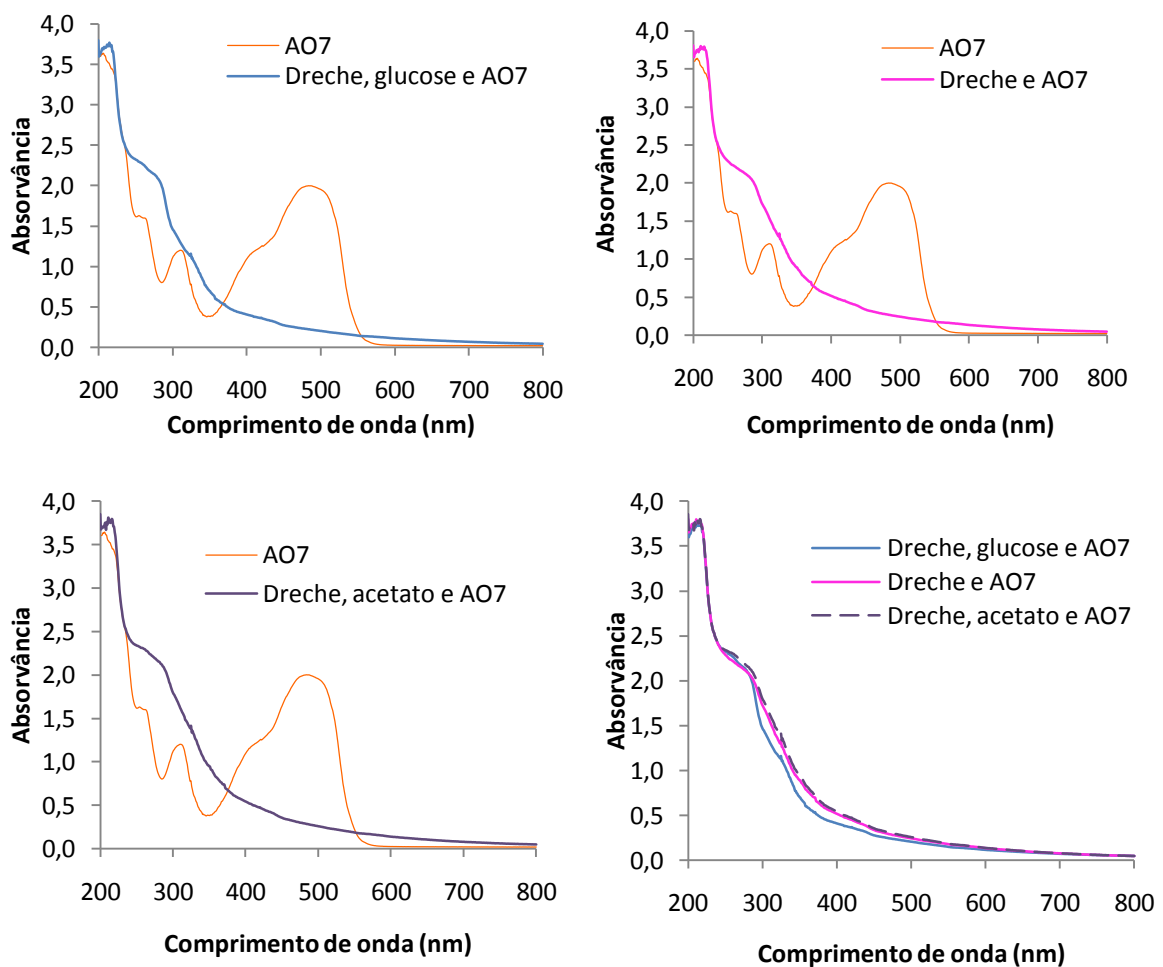 4,0
3,5
3,0
2,5
2,0
1,5
1,0
0,5
0,0
Absorvância
AO7
Dreche, glucose e AO7
200 300 400 500 600 700 800
Comprimento de onda (nm)
4,0
3,5
3,0
2,5
2,0
1,5
1,0
0,5
0,0
Absorvância
AO7
Dreche e AO7
200 300 400 500 600 700 800
Comprimento de onda (nm)
4,0
3,5
3,0
2,5
2,0
1,5
1,0
0,5
0,0
Absorvância
AO7
Dreche, acetato e AO7
200 300 400 500 600 700 800
Comprimento de onda (nm)
4,0
3,5
3,0
2,5
2,0
1,5
1,0
0,5
0,0
Absorvância
Dreche, glucose e AO7
Dreche e AO7
Dreche, acetato e AO7
200 300 400 500 600 700 800
Comprimento de onda (nm)